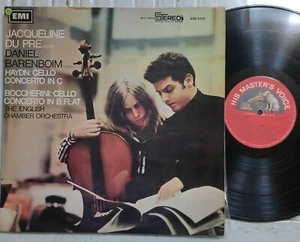 EMI
STEREO
JACQUELINE
DU PRE
DANIEL
BARENBOIM
HAYDN: CELLO
CONCERTO IN C
BOCCHERINI: CELLO
CONCERTO IN B FLAT
THE ENGLISH
CHAMBER ORCHESTRA
HIS MASTER'S VOICE